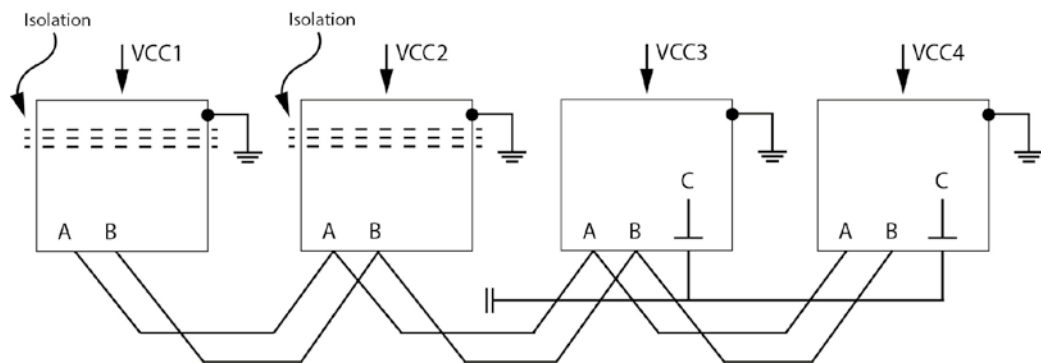 Isolation
Isolation
VCC1
VCC2
VCC3
VCC4
C
C
A B
A B
A B
A B